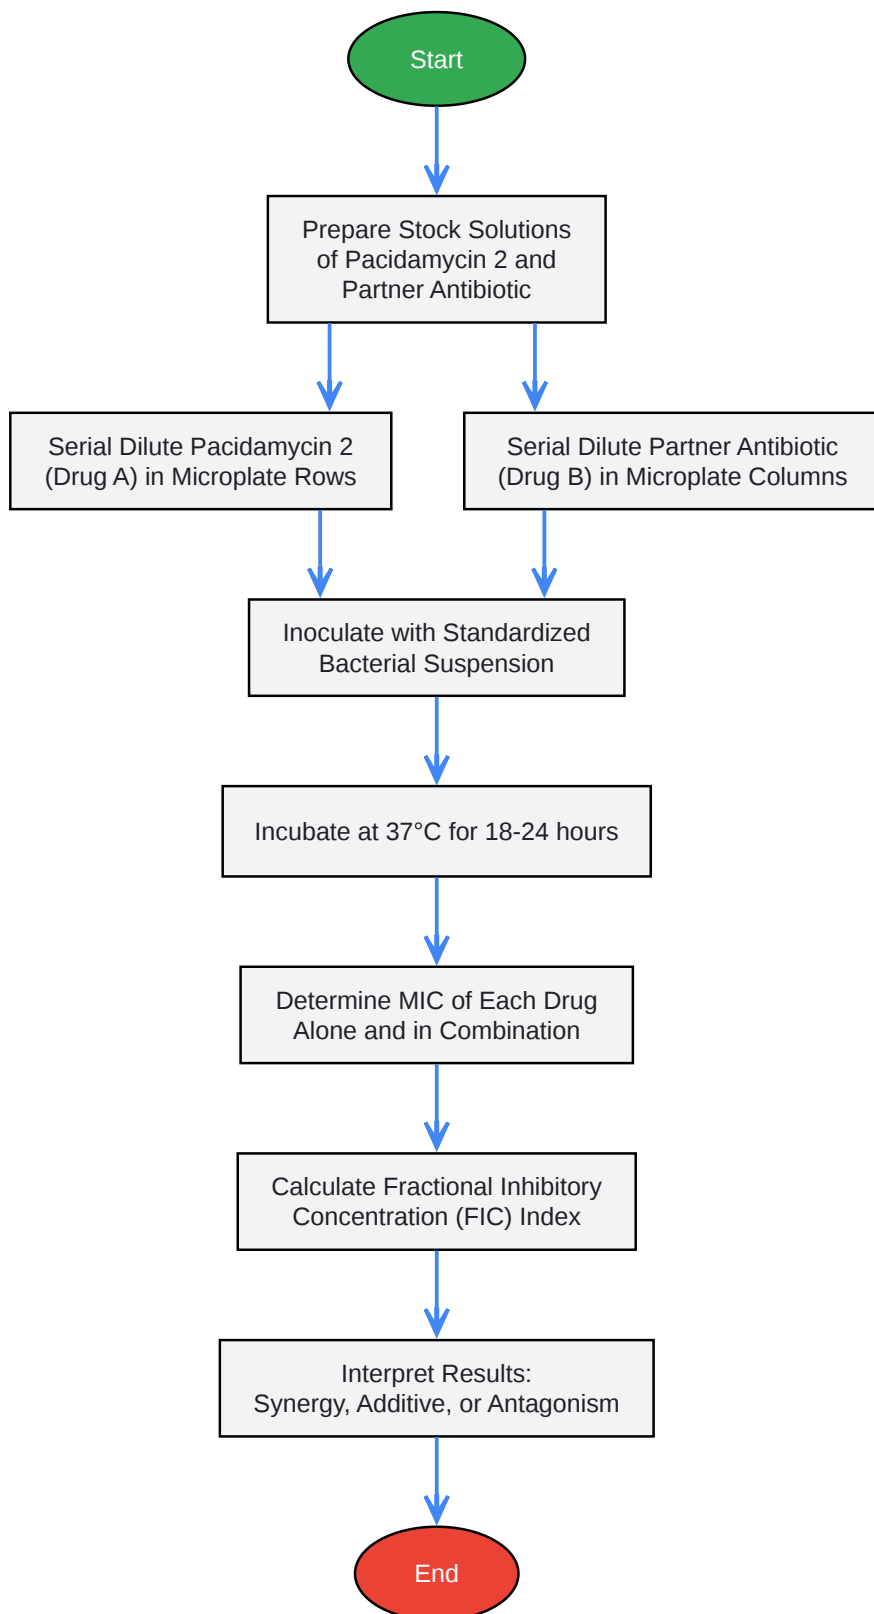 Start
Prepare Stock Solutions
of Pacidamycin 2 and
Partner Antibiotic
Serial Dilute Pacidamycin 2
(Drug A) in Microplate Rows
Serial Dilute Partner Antibiotic
(Drug B) in Microplate Columns
Inoculate with Standardized
Bacterial Suspension
Incubate at 37°C for 18-24 hours
Determine MIC of Each Drug
Alone and in Combination
Calculate Fractional Inhibitory
Concentration (FIC) Index
Interpret Results:
Synergy, Additive, or Antagonism
End